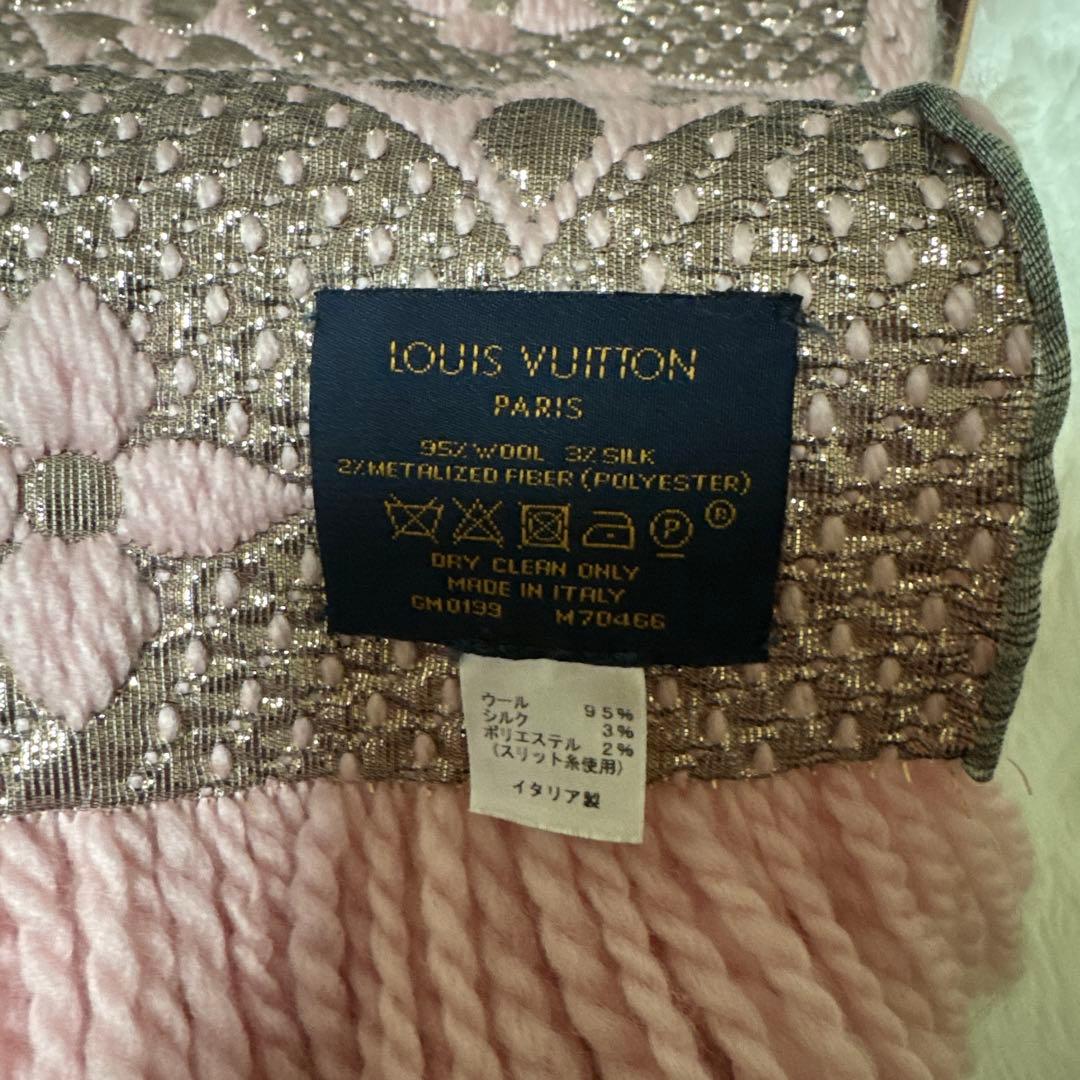 LOUIS VUITTON
PARIS
95% WOOL 3% SILK
2% METALIZED FIBER (POLYESTER)
P ®
DRY CLEAN ONLY
MADE IN ITALY
GM0199 M70466
ウール 95%
シルク 3%
ポリエステル 2%
(スリット糸使用)
イタリア製